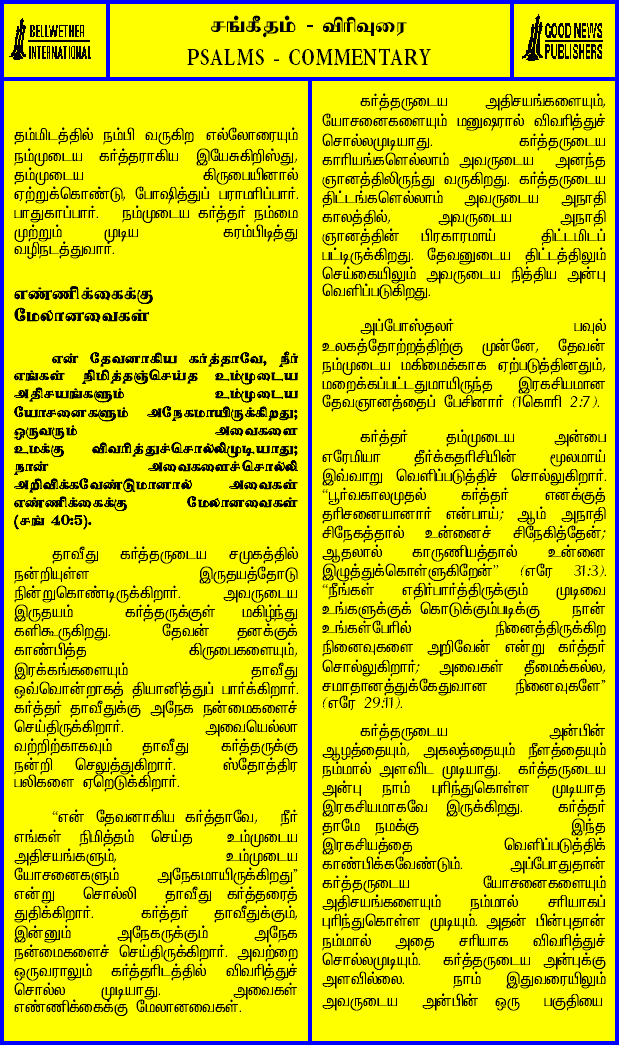 BELLWETHER
INTERNATIONAL
சங்கீதம் - விரிவுரை
PSALMS - COMMENTARY
GOOD NEWS
PUBLISHERS
தம்மிடத்தில் நம்பி வருகிற எல்லோரையும்
நம்முடைய கர்த்தராகிய இயேசுகிறிஸ்து,
தம்முடைய கிருபையினால்
ஏற்றுக்கொண்டு, போஷித்துப் பராமரிப்பார்.
பாதுகாப்பார். நம்முடைய கர்த்தர் நம்மை
முற்றும் முடிய கரம்பிடித்து
வழிநடத்துவார்.
எண்ணிக்கைக்கு
மேலானவைகள்
என் தேவனாகிய கர்த்தாவே, நீர்
எங்கள் நிமித்தஞ்செய்த உம்முடைய
அதிசயங்களும் உம்முடைய
யோசனைகளும் அநேகமாயிருக்கிறது;
ஒருவரும் அவைகளை
உமக்கு விவரித்துச்சொல்லிமுடியாது;
நான் அவைகளைச்சொல்லி
அறிவிக்கவேண்டுமானால் அவைகள்
எண்ணிக்கைக்கு மேலானவைகள்
(சங் 40:5).
தாவீது கர்த்தருடைய சமுகத்தில்
நன்றியுள்ள இருதயத்தோடு
நின்றுகொண்டிருக்கிறார். அவருடைய
இருதயம் கர்த்தருக்குள் மகிழ்ந்து
களிகூருகிறது. தேவன் தனக்குக்
காண்பித்த கிருபைகளையும்,
இரக்கங்களையும் தாவீது
ஒவ்வொன்றாகத் தியானித்துப் பார்க்கிறார்.
கர்த்தர் தாவீதுக்கு அநேக நன்மைகளைச்
செய்திருக்கிறார். அவையெல்லா
வற்றிற்காகவும் தாவீது கர்த்தருக்கு
நன்றி செலுத்துகிறார். ஸ்தோத்திர
பலிகளை ஏறெடுக்கிறார்.
“என் தேவனாகிய கர்த்தாவே, நீர்
எங்கள் நிமித்தம் செய்த உம்முடைய
அதிசயங்களும், உம்முடைய
யோசனைகளும் அநேகமாயிருக்கிறது”
என்று சொல்லி தாவீது கர்த்தரைத்
துதிக்கிறார். கர்த்தர் தாவீதுக்கும்,
இன்னும் அநேகருக்கும் அநேக
நன்மைகளைச் செய்திருக்கிறார். அவற்றை
ஒருவராலும் கர்த்தரிடத்தில் விவரித்துச்
சொல்ல முடியாது. அவைகள்
எண்ணிக்கைக்கு மேலானவைகள்.
கர்த்தருடைய அதிசயங்களையும்,
யோசனைகளையும் மனுஷரால் விவரித்துச்
சொல்லமுடியாது. கர்த்தருடைய
காரியங்களெல்லாம் அவருடைய அனந்த
ஞானத்திலிருந்து வருகிறது. கர்த்தருடைய
திட்டங்களெல்லாம் அவருடைய அநாதி
காலத்தில், அவருடைய அநாதி
ஞானத்தின் பிரகாரமாய் திட்டமிடப்
பட்டிருக்கிறது. தேவனுடைய திட்டத்திலும்
செய்கையிலும் அவருடைய நித்திய அன்பு
வெளிப்படுகிறது.
அப்போஸ்தலர் பவுல்
உலகத்தோற்றத்திற்கு முன்னே, தேவன்
நம்முடைய மகிமைக்காக ஏற்படுத்தினதும்,
மறைக்கப்பட்டதுமாயிருந்த இரகசியமான
தேவஞானத்தைப் பேசினார் (1கொரி 2:7).
கர்த்தர் தம்முடைய அன்பை
எரேமியா தீர்க்கதரிசியின் மூலமாய்
இவ்வாறு வெளிப்படுத்திச் சொல்லுகிறார்.
“பூர்வகாலமுதல் கர்த்தர் எனக்குத்
தரிசனையானார் என்பாய்; ஆம் அநாதி
சிநேகத்தால் உன்னைச் சிநேகித்தேன்;
ஆதலால் காருணியத்தால் உன்னை
இழுத்துக்கொள்ளுகிறேன்” (எரே 31:3).
“நீங்கள் எதிர்பார்த்திருக்கும் முடிவை
உங்களுக்குக் கொடுக்கும்படிக்கு நான்
உங்கள்பேரில் நினைத்திருக்கிற
நினைவுகளை அறிவேன் என்று கர்த்தர்
சொல்லுகிறார்; அவைகள் தீமைக்கல்ல,
சமாதானத்துக்கேதுவான நினைவுகளே”
(எரே 29:11).
கர்த்தருடைய அன்பின்
ஆழத்தையும், அகலத்தையும் நீளத்தையும்
நம்மால் அளவிட முடியாது. கர்த்தருடைய
அன்பு நாம் புரிந்துகொள்ள முடியாத
இரகசியமாகவே இருக்கிறது. கர்த்தர்
தாமே நமக்கு இந்த
இரகசியத்தை வெளிப்படுத்திக்
காண்பிக்கவேண்டும். அப்போதுதான்
கர்த்தருடைய யோசனைகளையும்
அதிசயங்களையும் நம்மால் சரியாகப்
புரிந்துகொள்ள முடியும். அதன் பின்புதான்
நம்மால் அதை சரியாக விவரித்துச்
சொல்லமுடியும். கர்த்தருடைய அன்புக்கு
அளவில்லை. நாம் இதுவரையிலும்
அவருடைய அன்பின் ஒரு பகுதியை